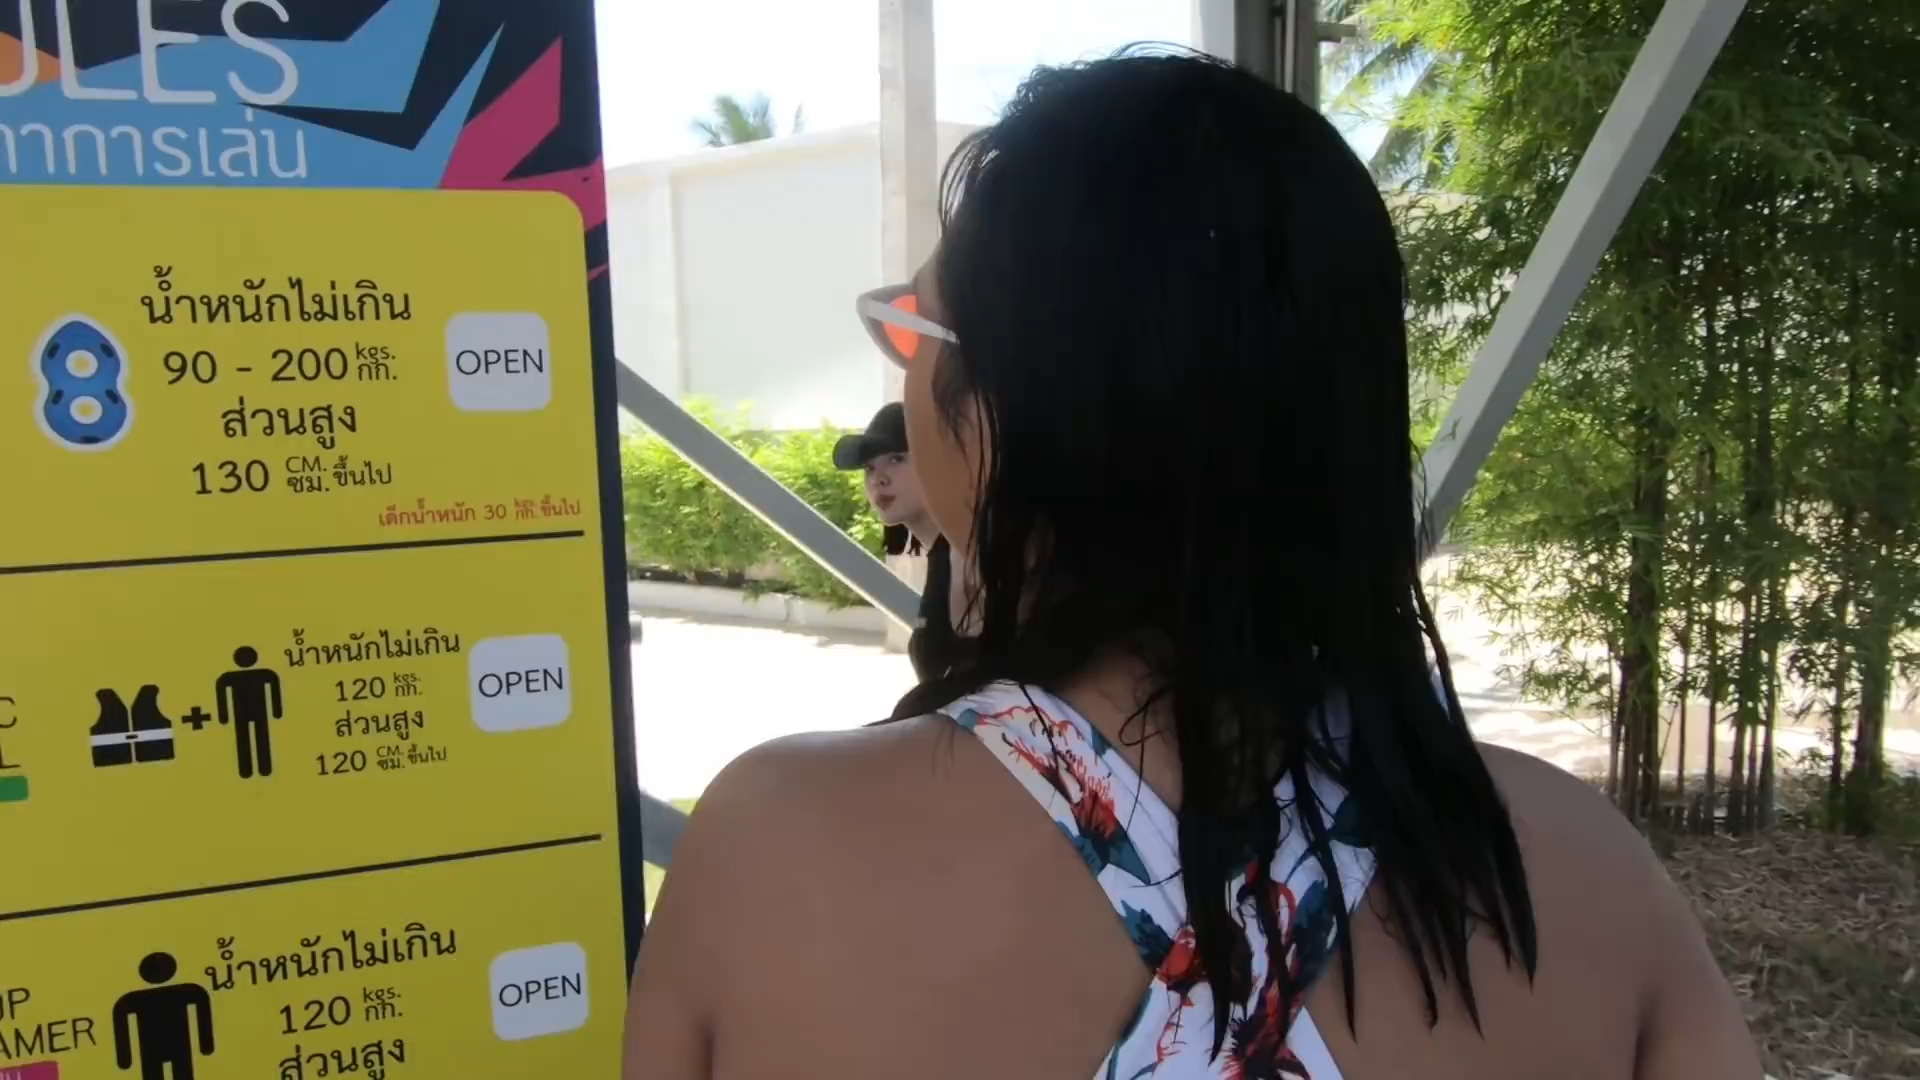 ULES
กาการเล่น
น้ำหนักไม่เกิน
90 - 200 kgs. กก.
OPEN
ส่วนสูง
130 CM. ซม. ขึ้นไป
เด็กน้ำหนัก 30 กก. ขึ้นไป
น้ำหนักไม่เกิน
120 kgs. กก.
OPEN
ส่วนสูง
120 CM. ซม. ขึ้นไป
น้ำหนักไม่เกิน
120 kgs. กก.
OPEN
ส่วนสูง
UP
AMER